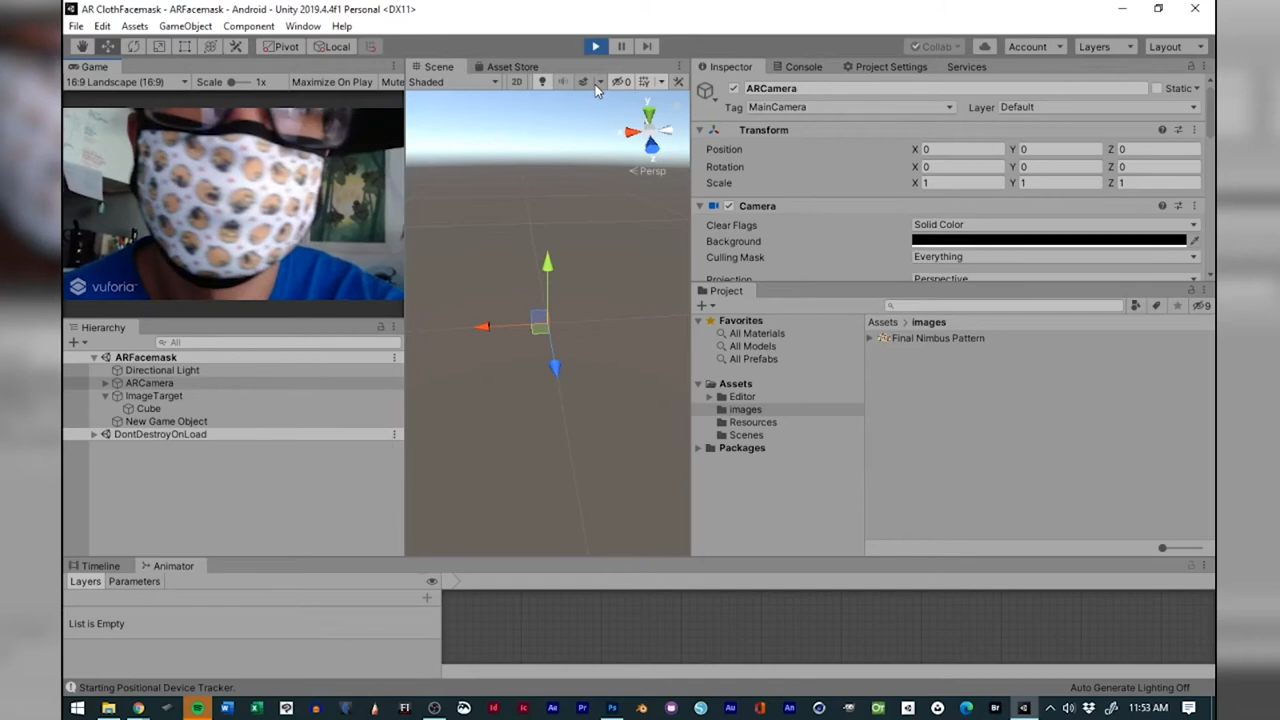 AR ClothFacemask - ARFacemask - Android - Unity 2019.4.4f1 Personal <DX11>
File Edit Assets GameObject Component Window Help
Pivot Local Collab Account Layers Layout
Game Scene Asset Store Inspector Console Project Settings Services
16:9 Landscape (16:9) Scale 1x Maximize On Play Mute
Shaded 2D 0
ARCamera Static
Tag MainCamera Layer Default
Transform
Position X 0 Y 0 Z 0
Rotation X 0 Y 0 Z 0
Scale X 1 Y 1 Z 1
y
z
Persp
Camera
Clear Flags Solid Color
Background
Culling Mask Everything
Projection Perspective
vuforia
Project
9
Favorites
All Materials
All Models
All Prefabs
Assets
Editor
images
Resources
Scenes
Packages
Assets images
Final Nimbus Pattern
Hierarchy
All
ARFacemask
Directional Light
ARCamera
ImageTarget
Cube
New Game Object
DontDestroyOnLoad
Timeline Animator
Layers Parameters
List is Empty
Starting Positional Device Tracker. Auto Generate Lighting Off
11:53 AM